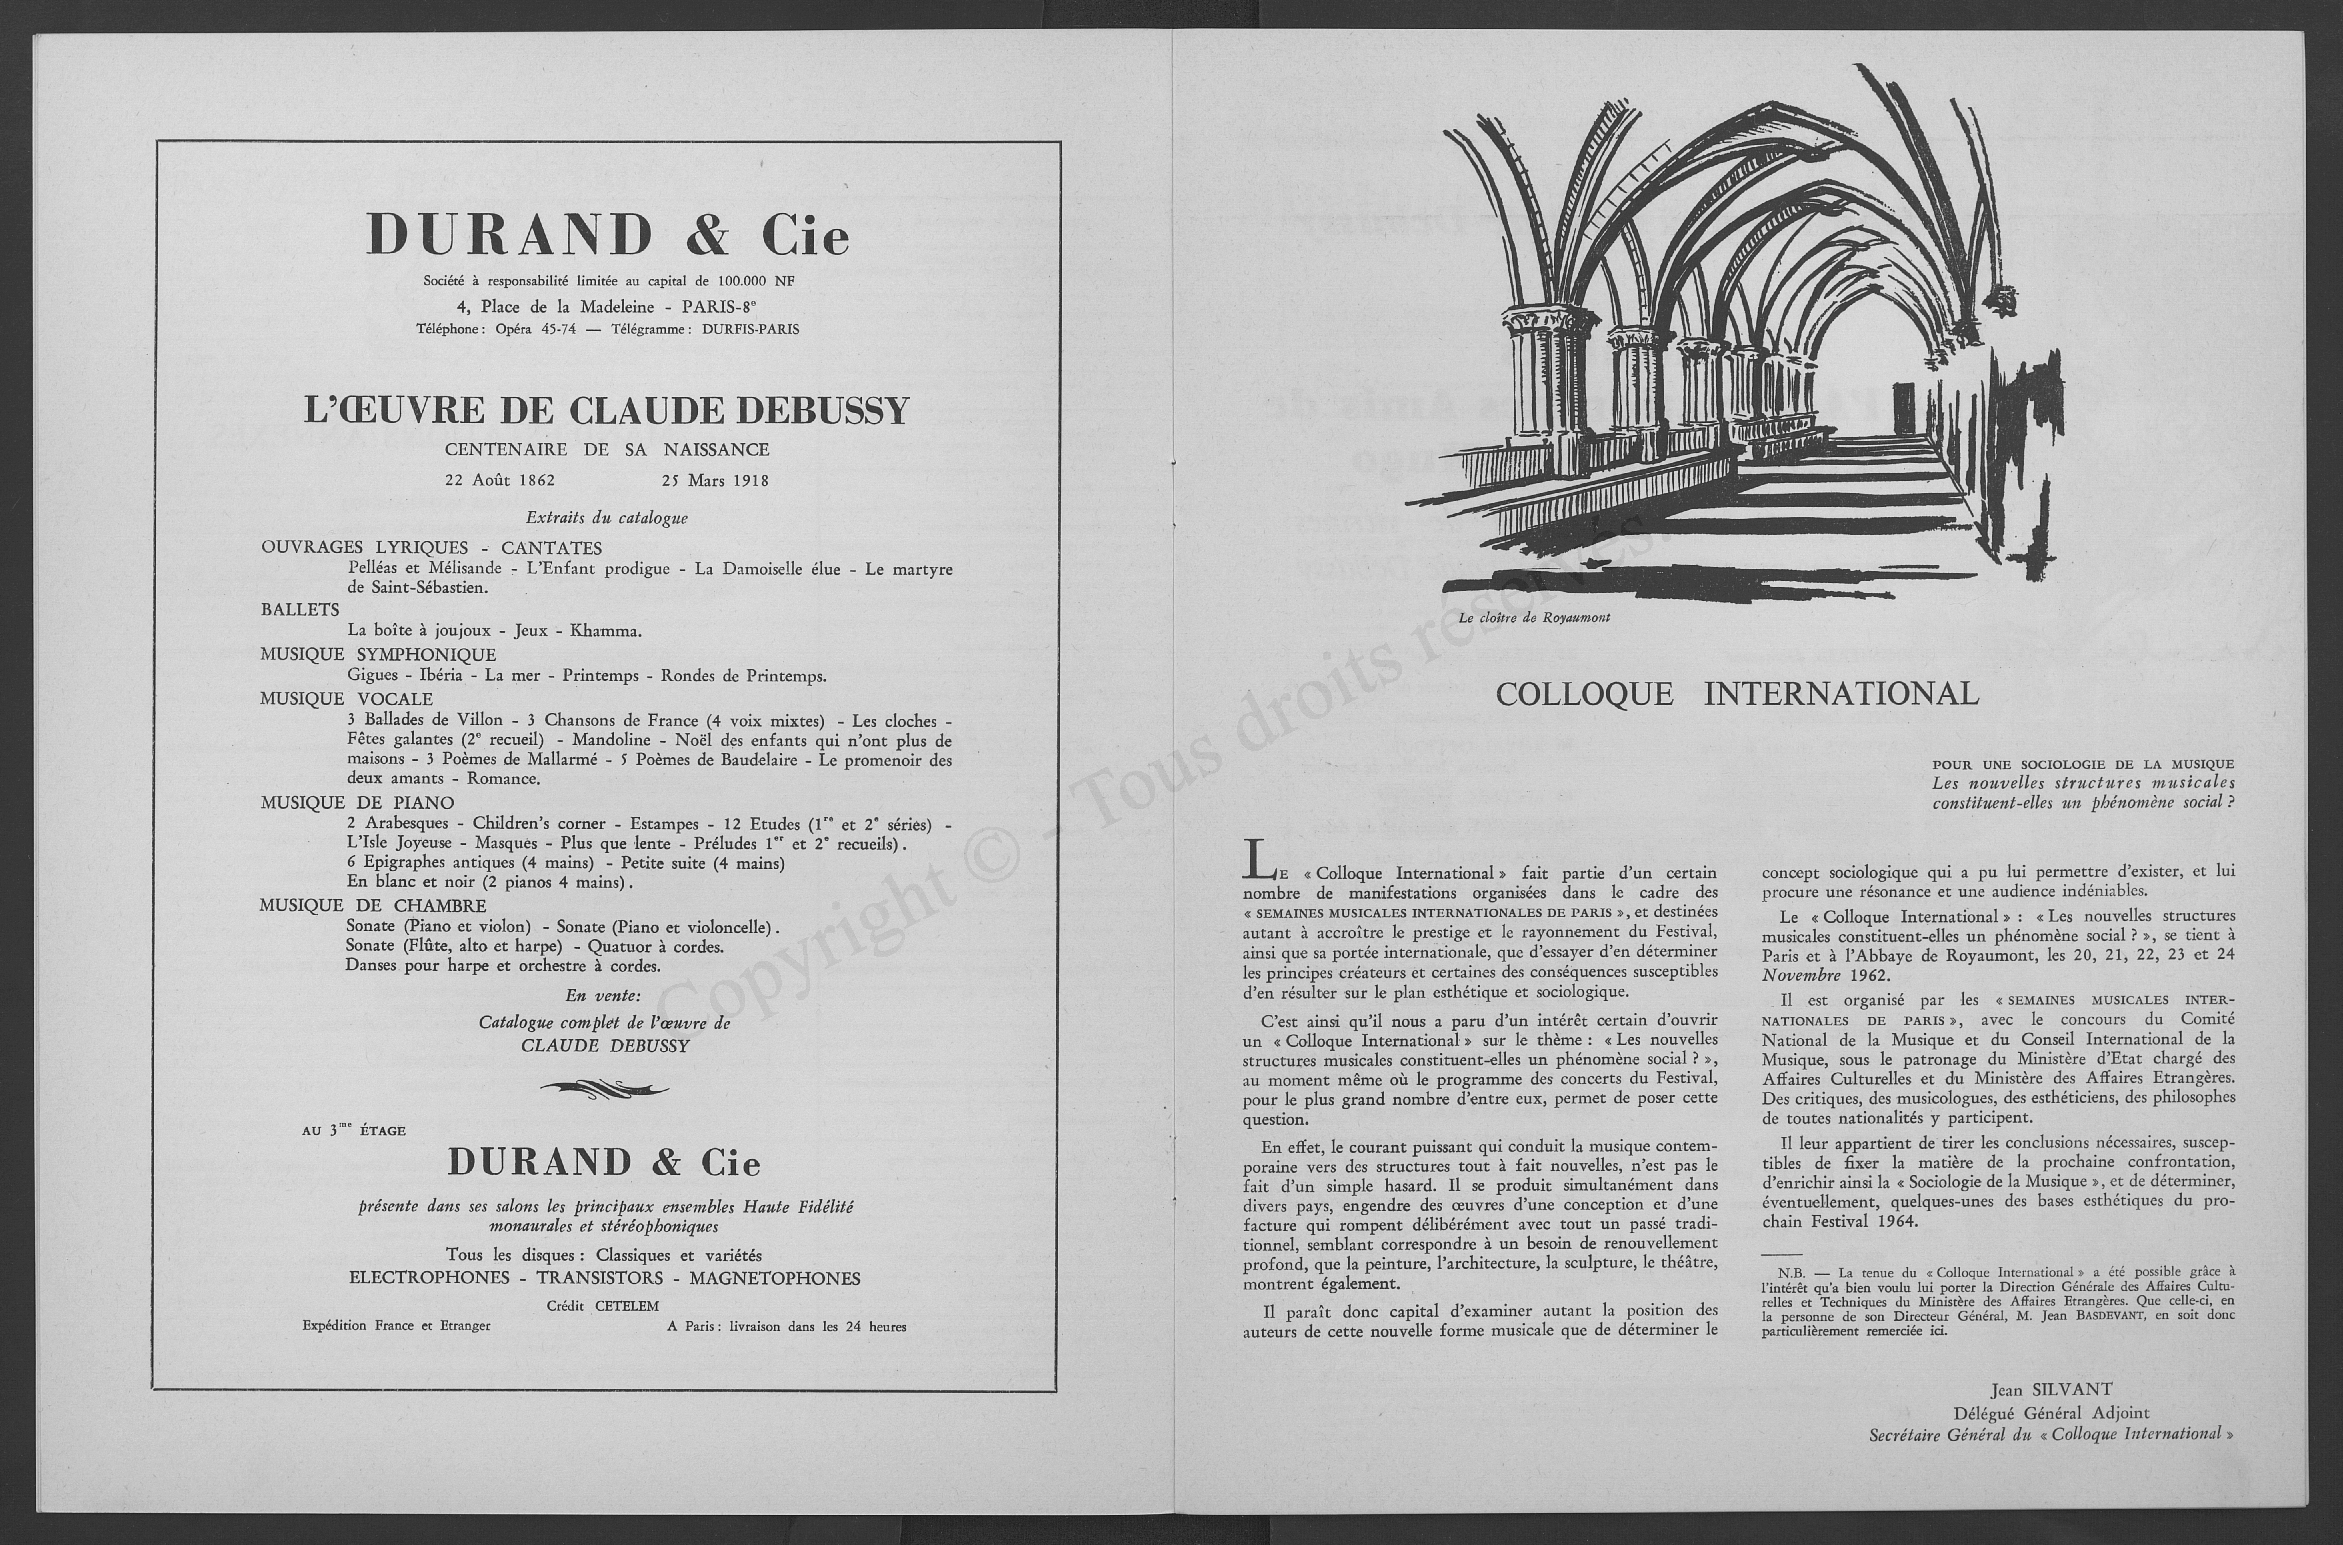 DURAND & Cie
Société à responsabilité limitée au capital de 100.000 NF
4, Place de la Madeleine - PARIS-8e
Téléphone : Opéra 45-74 — Télégramme : DURFIS-PARIS
L'ŒUVRE DE CLAUDE DEBUSSY
CENTENAIRE DE SA NAISSANCE
22 Août 1862 25 Mars 1918
Extraits du catalogue
OUVRAGES LYRIQUES - CANTATES
Pelléas et Mélisande - L'Enfant prodigue - La Damoiselle élue - Le martyre
de Saint-Sébastien.
BALLETS
La boîte à joujoux - Jeux - Khamma.
MUSIQUE SYMPHONIQUE
Gigues - Ibéria - La mer - Printemps - Rondes de Printemps.
MUSIQUE VOCALE
3 Ballades de Villon - 3 Chansons de France (4 voix mixtes) - Les cloches -
Fêtes galantes (2e recueil) - Mandoline - Noël des enfants qui n'ont plus de
maisons - 3 Poèmes de Mallarmé - 5 Poèmes de Baudelaire - Le promenoir des
deux amants - Romance.
MUSIQUE DE PIANO
2 Arabesques - Children's corner - Estampes - 12 Etudes (1re et 2e séries) -
L'Isle Joyeuse - Masques - Plus que lente - Préludes 1er et 2e recueils).
6 Epigraphes antiques (4 mains) - Petite suite (4 mains)
En blanc et noir (2 pianos 4 mains).
MUSIQUE DE CHAMBRE
Sonate (Piano et violon) - Sonate (Piano et violoncelle).
Sonate (Flûte, alto et harpe) - Quatuor à cordes.
Danses pour harpe et orchestre à cordes.
En vente:
Catalogue complet de l'œuvre de
CLAUDE DEBUSSY
AU 3me ÉTAGE
DURAND & Cie
présente dans ses salons les principaux ensembles Haute Fidélité
monaurales et stéréophoniques
Tous les disques : Classiques et variétés
ELECTROPHONES - TRANSISTORS - MAGNETOPHONES
Crédit CETELEM
Expédition France et Etranger A Paris : livraison dans les 24 heures
Le cloître de Royaumont
COLLOQUE INTERNATIONAL
POUR UNE SOCIOLOGIE DE LA MUSIQUE
Les nouvelles structures musicales
constituent-elles un phénomène social ?
LE « Colloque International » fait partie d'un certain
nombre de manifestations organisées dans le cadre des
« SEMAINES MUSICALES INTERNATIONALES DE PARIS », et destinées
autant à accroître le prestige et le rayonnement du Festival,
ainsi que sa portée internationale, que d'essayer d'en déterminer
les principes créateurs et certaines des conséquences susceptibles
d'en résulter sur le plan esthétique et sociologique.
C'est ainsi qu'il nous a paru d'un intérêt certain d'ouvrir
un « Colloque International » sur le thème : « Les nouvelles
structures musicales constituent-elles un phénomène social ? »,
au moment même où le programme des concerts du Festival,
pour le plus grand nombre d'entre eux, permet de poser cette
question.
En effet, le courant puissant qui conduit la musique contem-
poraine vers des structures tout à fait nouvelles, n'est pas le
fait d'un simple hasard. Il se produit simultanément dans
divers pays, engendre des œuvres d'une conception et d'une
facture qui rompent délibérément avec tout un passé tradi-
tionnel, semblant correspondre à un besoin de renouvellement
profond, que la peinture, l'architecture, la sculpture, le théâtre,
montrent également.
Il paraît donc capital d'examiner autant la position des
auteurs de cette nouvelle forme musicale que de déterminer le
concept sociologique qui a pu lui permettre d'exister, et lui
procure une résonance et une audience indéniables.
Le « Colloque International » : « Les nouvelles structures
musicales constituent-elles un phénomène social ? », se tient à
Paris et à l'Abbaye de Royaumont, les 20, 21, 22, 23 et 24
Novembre 1962.
Il est organisé par les « SEMAINES MUSICALES INTER-
NATIONALES DE PARIS », avec le concours du Comité
National de la Musique et du Conseil International de la
Musique, sous le patronage du Ministère d'Etat chargé des
Affaires Culturelles et du Ministère des Affaires Etrangères.
Des critiques, des musicologues, des esthéticiens, des philosophes
de toutes nationalités y participent.
Il leur appartient de tirer les conclusions nécessaires, suscep-
tibles de fixer la matière de la prochaine confrontation,
d'enrichir ainsi la « Sociologie de la Musique », et de déterminer,
éventuellement, quelques-unes des bases esthétiques du pro-
chain Festival 1964.
N.B. — La tenue du « Colloque International » a été possible grâce à
l'intérêt qu'a bien voulu lui porter la Direction Générale des Affaires Cultu-
relles et Techniques du Ministère des Affaires Etrangères. Que celle-ci, en
la personne de son Directeur Général, M. Jean BASDEVANT, en soit donc
particulièrement remerciée ici.
Jean SILVANT
Délégué Général Adjoint
Secrétaire Général du « Colloque International »
Copyright © - Tous droits réservés.